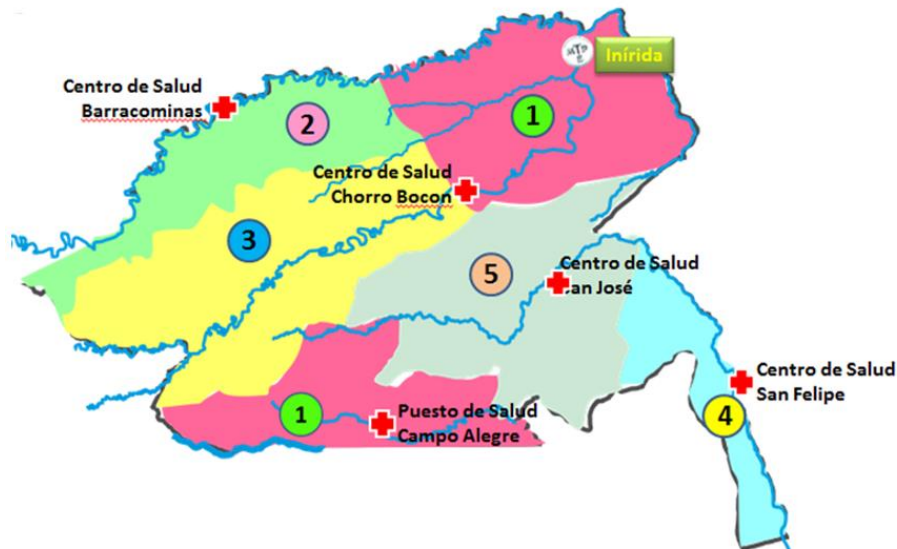 Inírida
Centro de Salud
Barracominas
2
1
Centro de Salud
Chorro Bocon
3
5
Centro de Salud
an José
Centro de Salud
San Felipe
4
1
Puesto de Salud
Campo Alegre